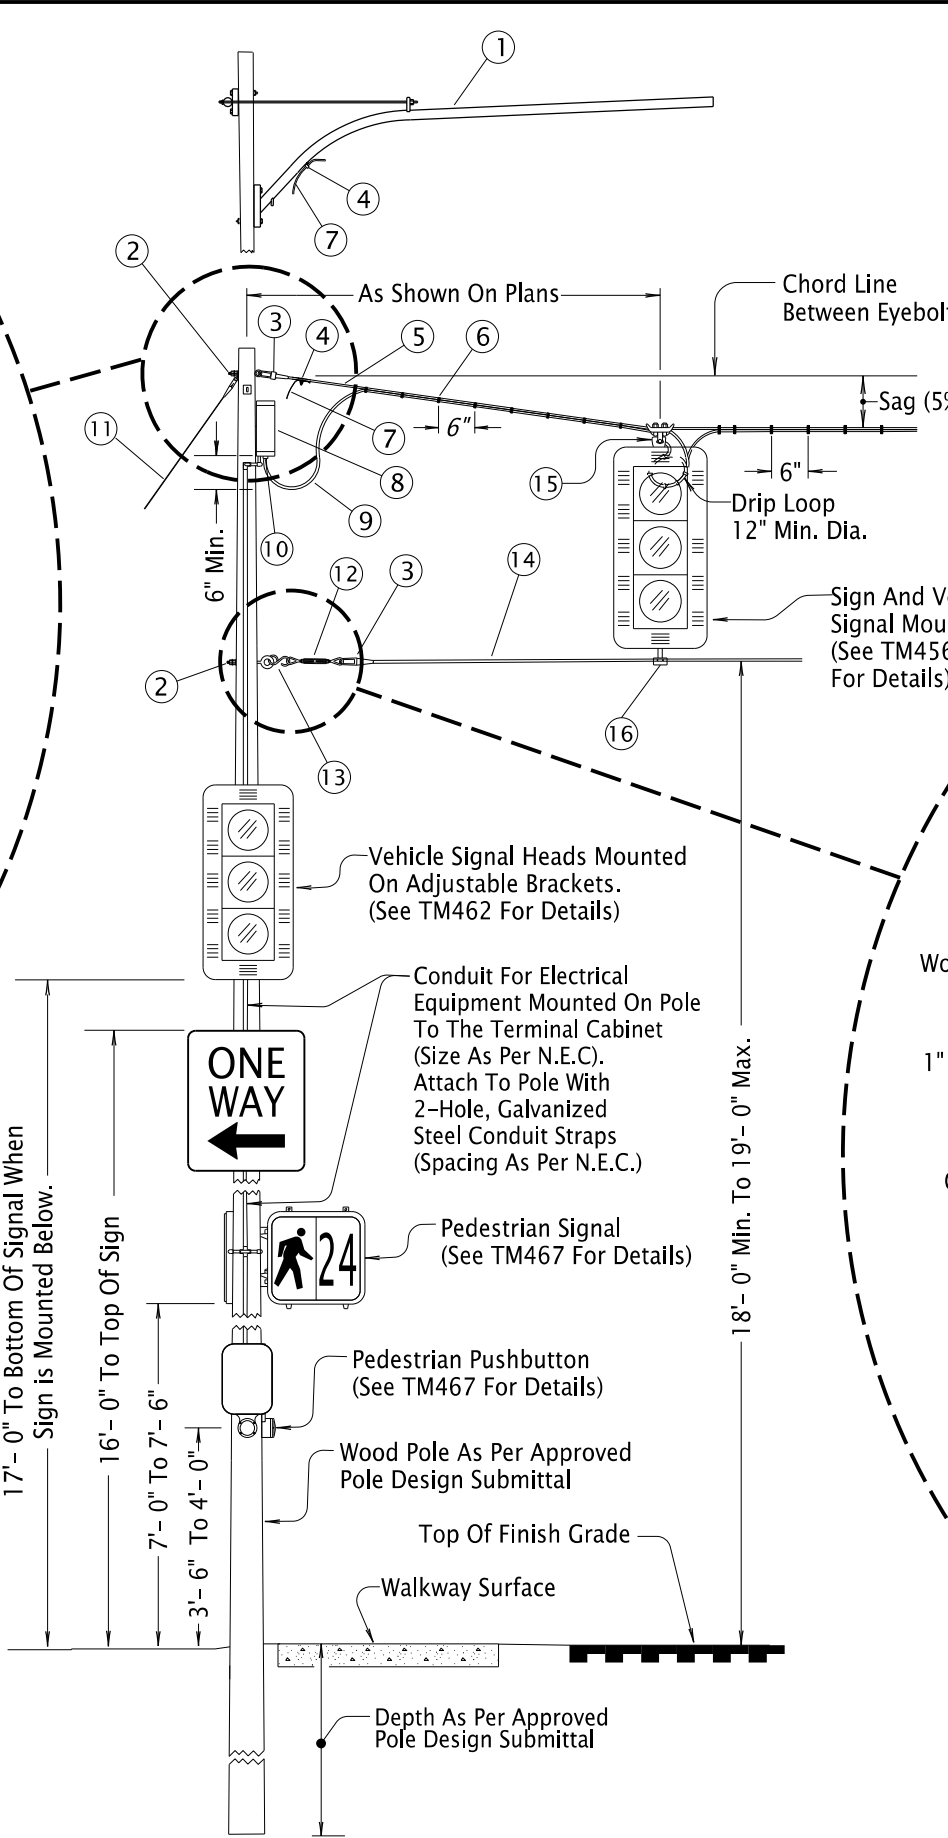 1
4
7
2
As Shown On Plans
Chord Line
Between Eyebol
3
4
5
6
Sag (5%
6"
7
11
8
15
6"
Drip Loop
12" Min. Dia.
9
10
6" Min.
12
3
14
Sign And V
Signal Mou
(See TM456
For Details)
2
16
13
Vehicle Signal Heads Mounted
On Adjustable Brackets.
(See TM462 For Details)
Conduit For Electrical
Equipment Mounted On Pole
To The Terminal Cabinet
(Size As Per N.E.C).
Attach To Pole With
2-Hole, Galvanized
Steel Conduit Straps
(Spacing As Per N.E.C.)
Wo
1"
ONE
WAY
18'- 0" Min. To 19'- 0" Max.
17'- 0" To Bottom Of Signal When
Sign is Mounted Below.
16'- 0" To Top Of Sign
24
Pedestrian Signal
(See TM467 For Details)
7'- 0" To 7'- 6"
Pedestrian Pushbutton
(See TM467 For Details)
3'- 6" To 4'- 0"
Wood Pole As Per Approved
Pole Design Submittal
Top Of Finish Grade
Walkway Surface
Depth As Per Approved
Pole Design Submittal